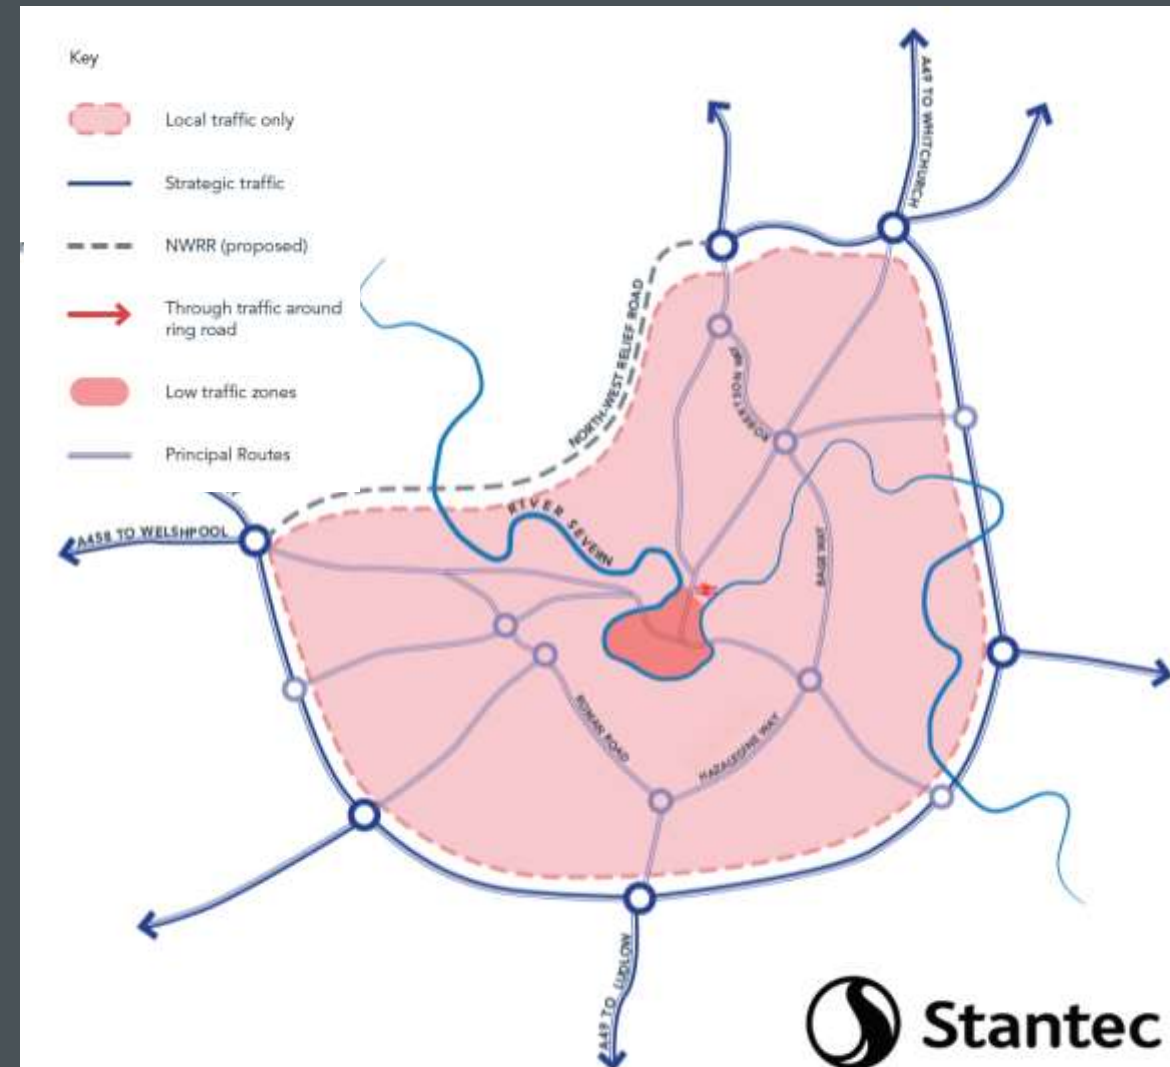 Key
Local traffic only
Strategic traffic
NWRR (proposed)
Through traffic around
ring road
Low traffic zones
Principal Routes
A49 TO WHITCHURCH
NORTH-WEST RELIEF ROAD
A458 TO WELSHPOOL
RIVER SEVERN
BAGE WAY
ROMAN ROAD
HAZLEDINE WAY
A49 TO LUDLOW
Stantec